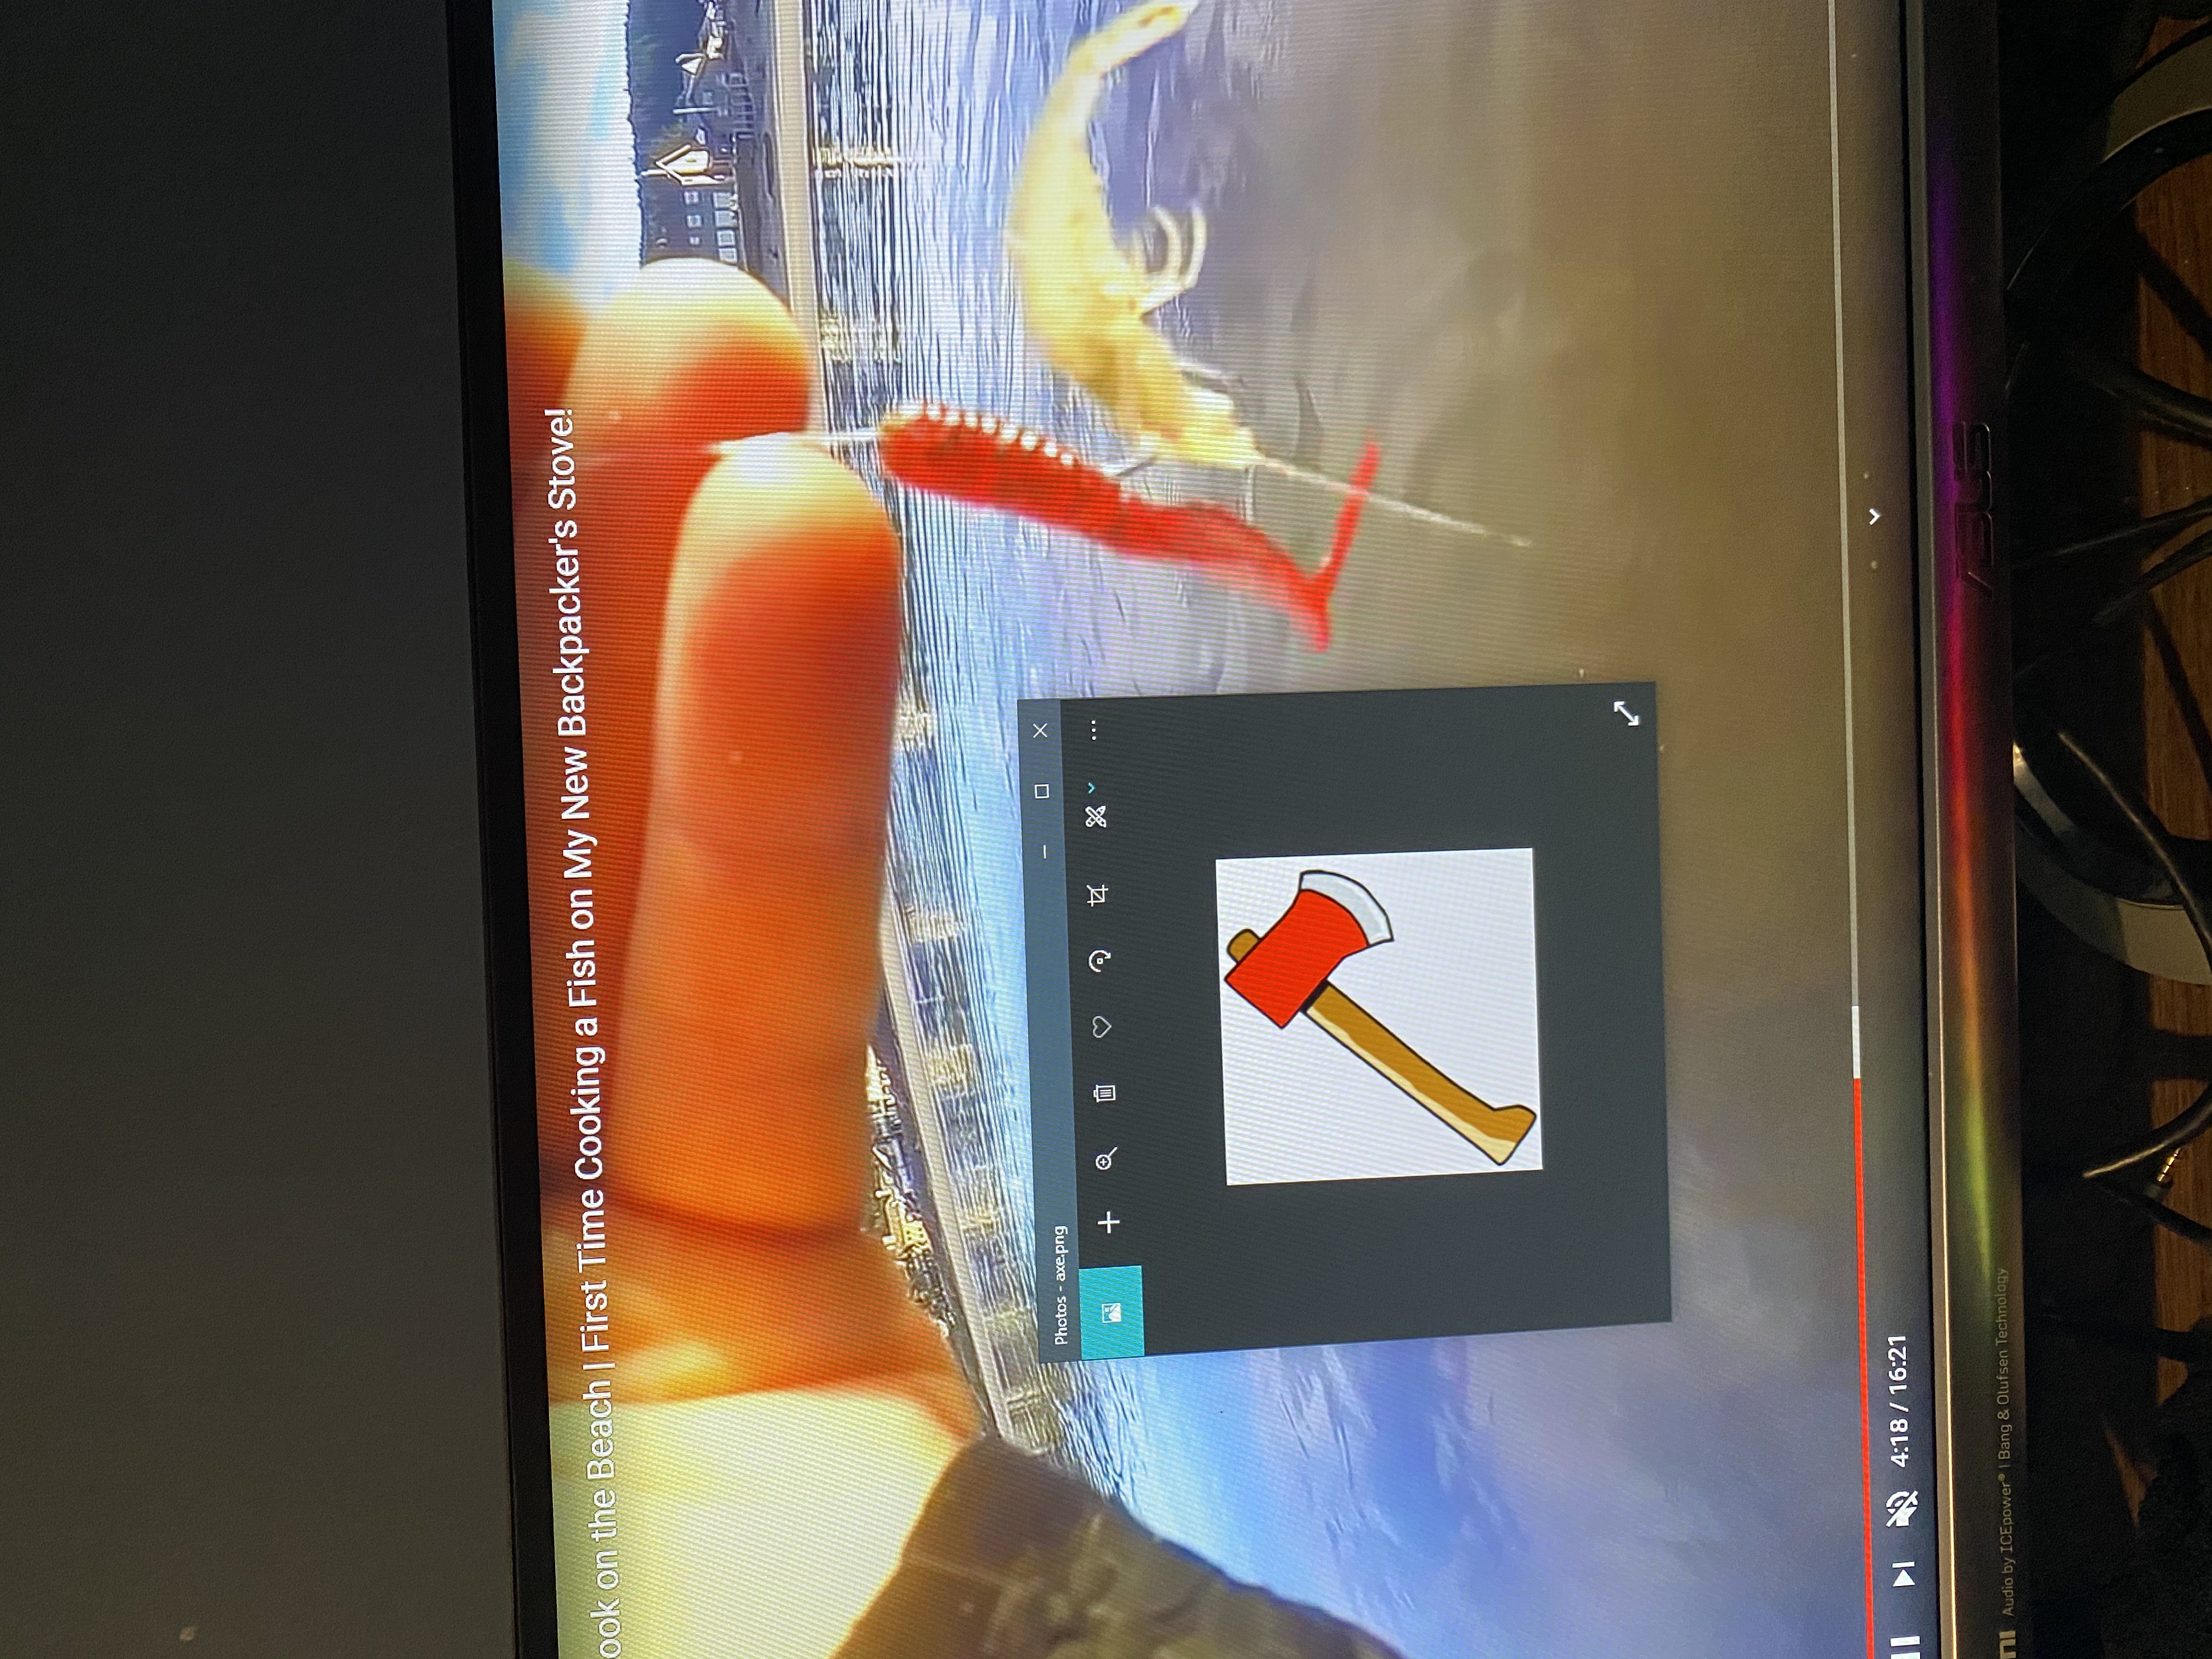 ook on the Beach | First Time Cooking a Fish on My New Backpacker's Stove!
Photos - axe.png
4:18 / 16:21
Audio by ICEpower® | Bang & Olufsen Technology
ASUS